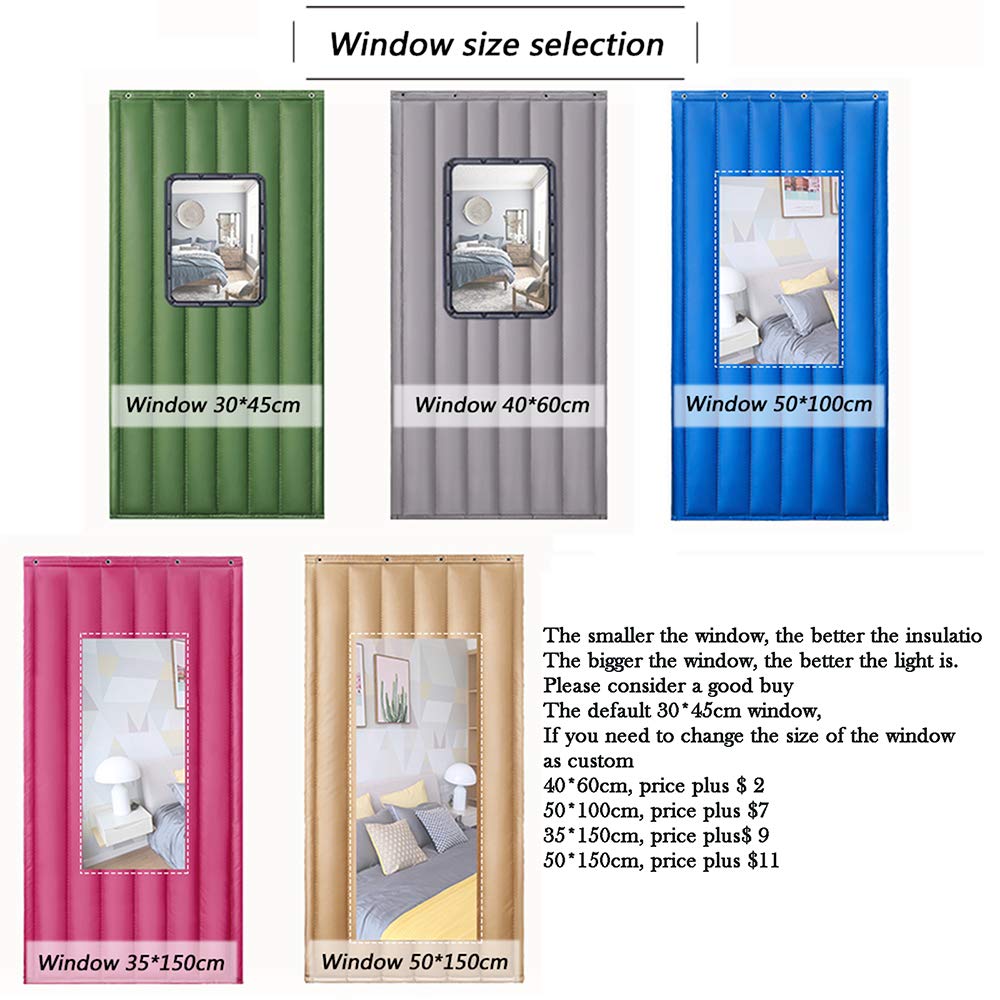 Window size selection
Window 30*45cm
Window 40*60cm
Window 50*100cm
Window 35*150cm
Window 50*150cm
The smaller the window, the better the insulatio
The bigger the window, the better the light is.
Please consider a good buy
The default 30*45cm window,
If you need to change the size of the window
as custom
40*60cm, price plus $ 2
50*100cm, price plus $7
35*150cm, price plus$ 9
50*150cm, price plus $11